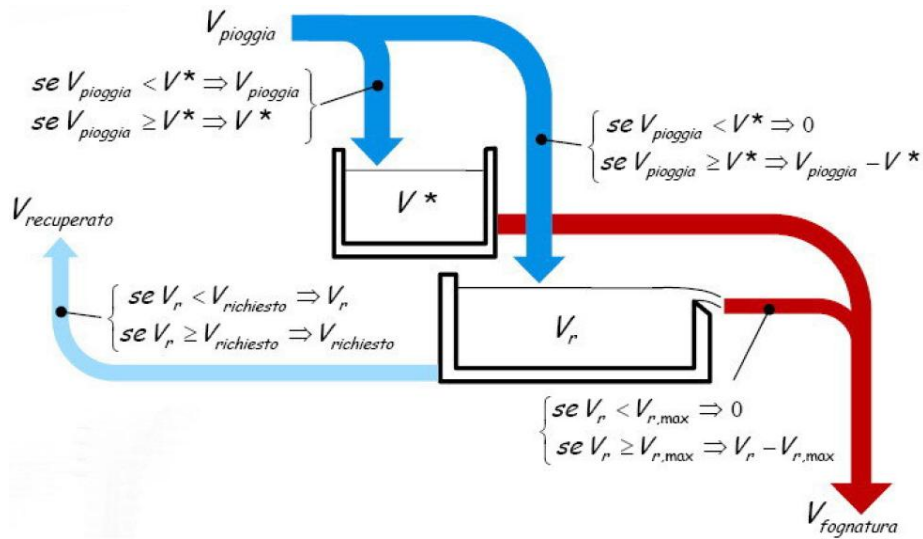 V_pioggia
se V_pioggia < V* ⇒ V_pioggia
se V_pioggia ≥ V* ⇒ V*
se V_pioggia < V* ⇒ 0
se V_pioggia ≥ V* ⇒ V_pioggia − V*
V*
V_recuperato
se V_r < V_richiesto ⇒ V_r
se V_r ≥ V_richiesto ⇒ V_richiesto
V_r
se V_r < V_r,max ⇒ 0
se V_r ≥ V_r,max ⇒ V_r − V_r,max
V_fognatura